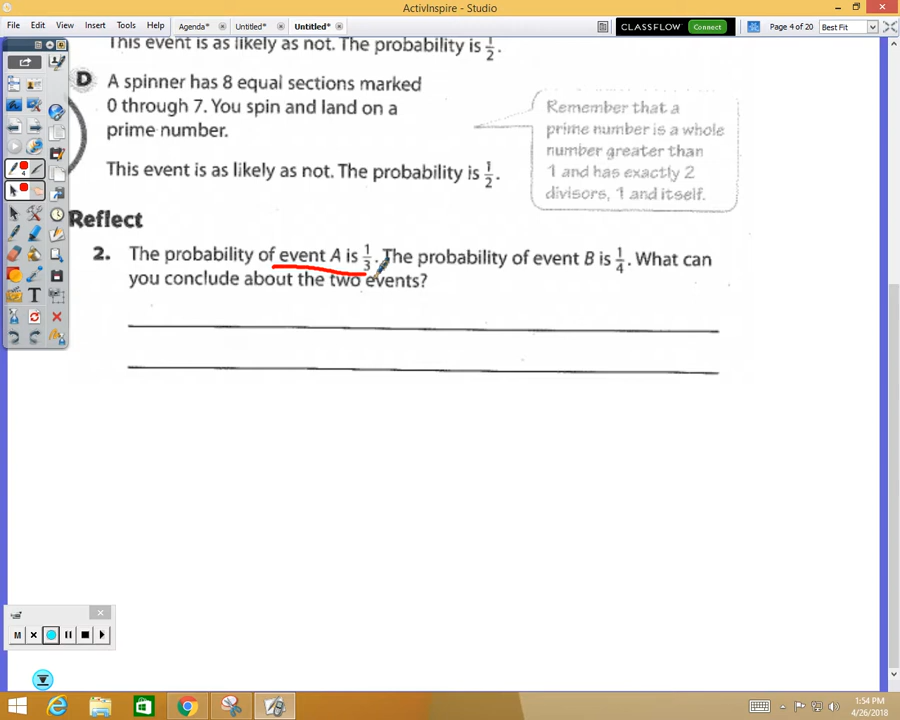 ActivInspire - Studio
File Edit View Insert Tools Help
Agenda* Untitled* Untitled*
CLASSFLOW Connect
Page 4 of 20 Best Fit
This event is as likely as not. The probability is 1/2.
D A spinner has 8 equal sections marked
0 through 7. You spin and land on a
prime number.
Remember that a
prime number is a whole
number greater than
1 and has exactly 2
divisors, 1 and itself.
This event is as likely as not. The probability is 1/2.
Reflect
2. The probability of event A is 1/3. The probability of event B is 1/4. What can
you conclude about the two events?
4
T
M
1:54 PM
4/26/2018